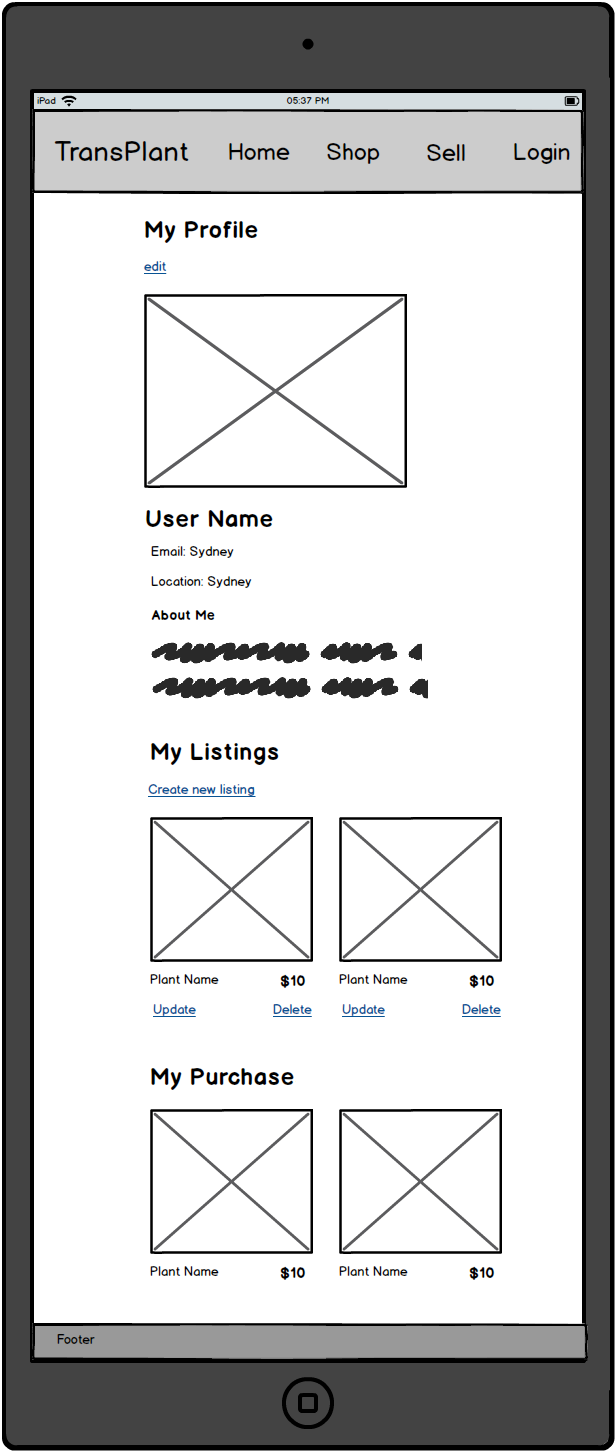 iPad 05:37 PM
TransPlant Home Shop Sell Login
My Profile
edit
User Name
Email: Sydney
Location: Sydney
About Me
My Listings
Create new listing
Plant Name $10 Plant Name $10
Update Delete Update Delete
My Purchase
Plant Name $10 Plant Name $10
Footer